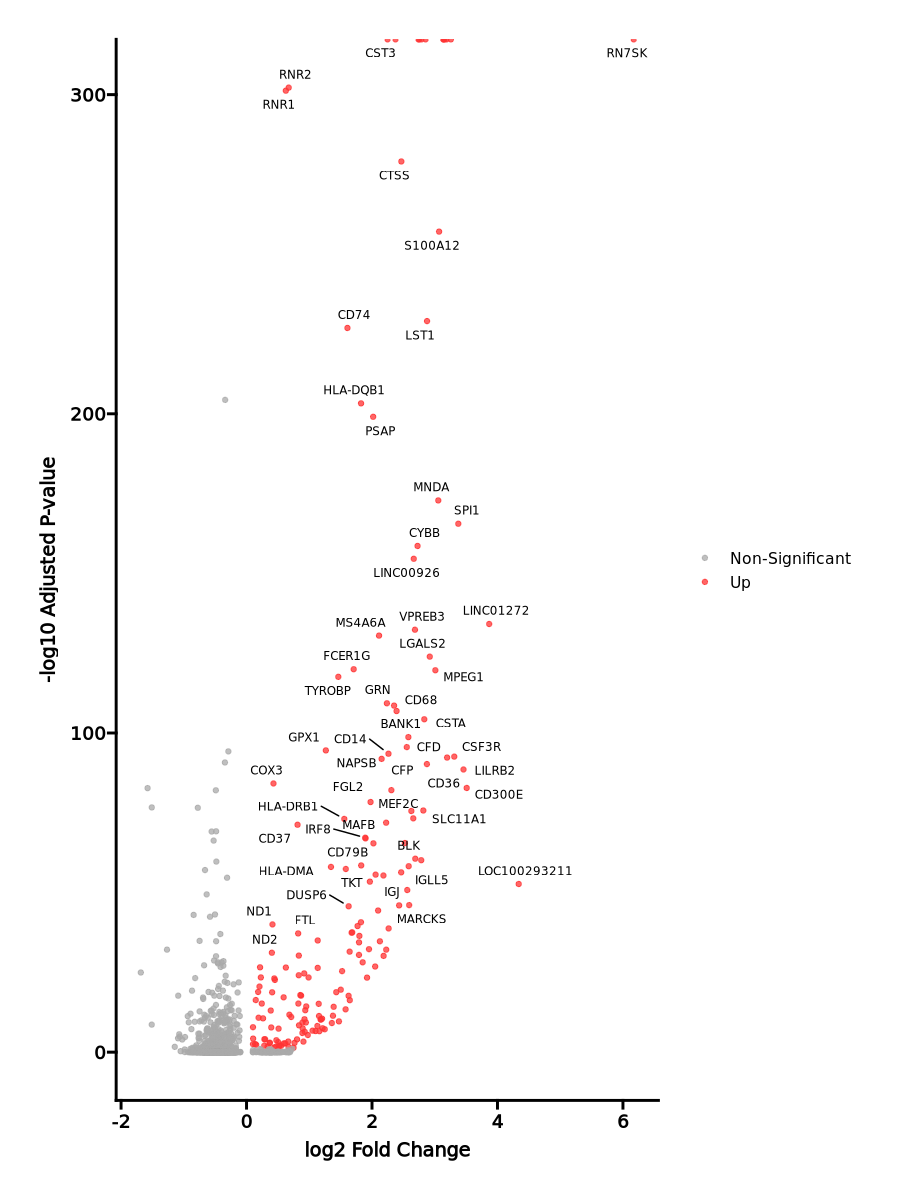 CST3
RN7SK
RNR2
300
RNR1
CTSS
S100A12
CD74
LST1
HLA-DQB1
200
PSAP
MNDA
SPI1
CYBB
LINC00926
LINC01272
VPREB3
MS4A6A
LGALS2
FCER1G
MPEG1
TYROBP
GRN
CD68
CSTA
BANK1
100
GPX1
CD14
CFD
CSF3R
NAPSB
CFP
LILRB2
COX3
CD36
FGL2
CD300E
HLA-DRB1
MEF2C
SLC11A1
MAFB
IRF8
CD37
BLK
CD79B
HLA-DMA
LOC100293211
TKT
IGLL5
IGJ
DUSP6
ND1
FTL
MARCKS
ND2
0
-2
0
2
4
6
log2 Fold Change
-log10 Adjusted P-value
Non-Significant
Up